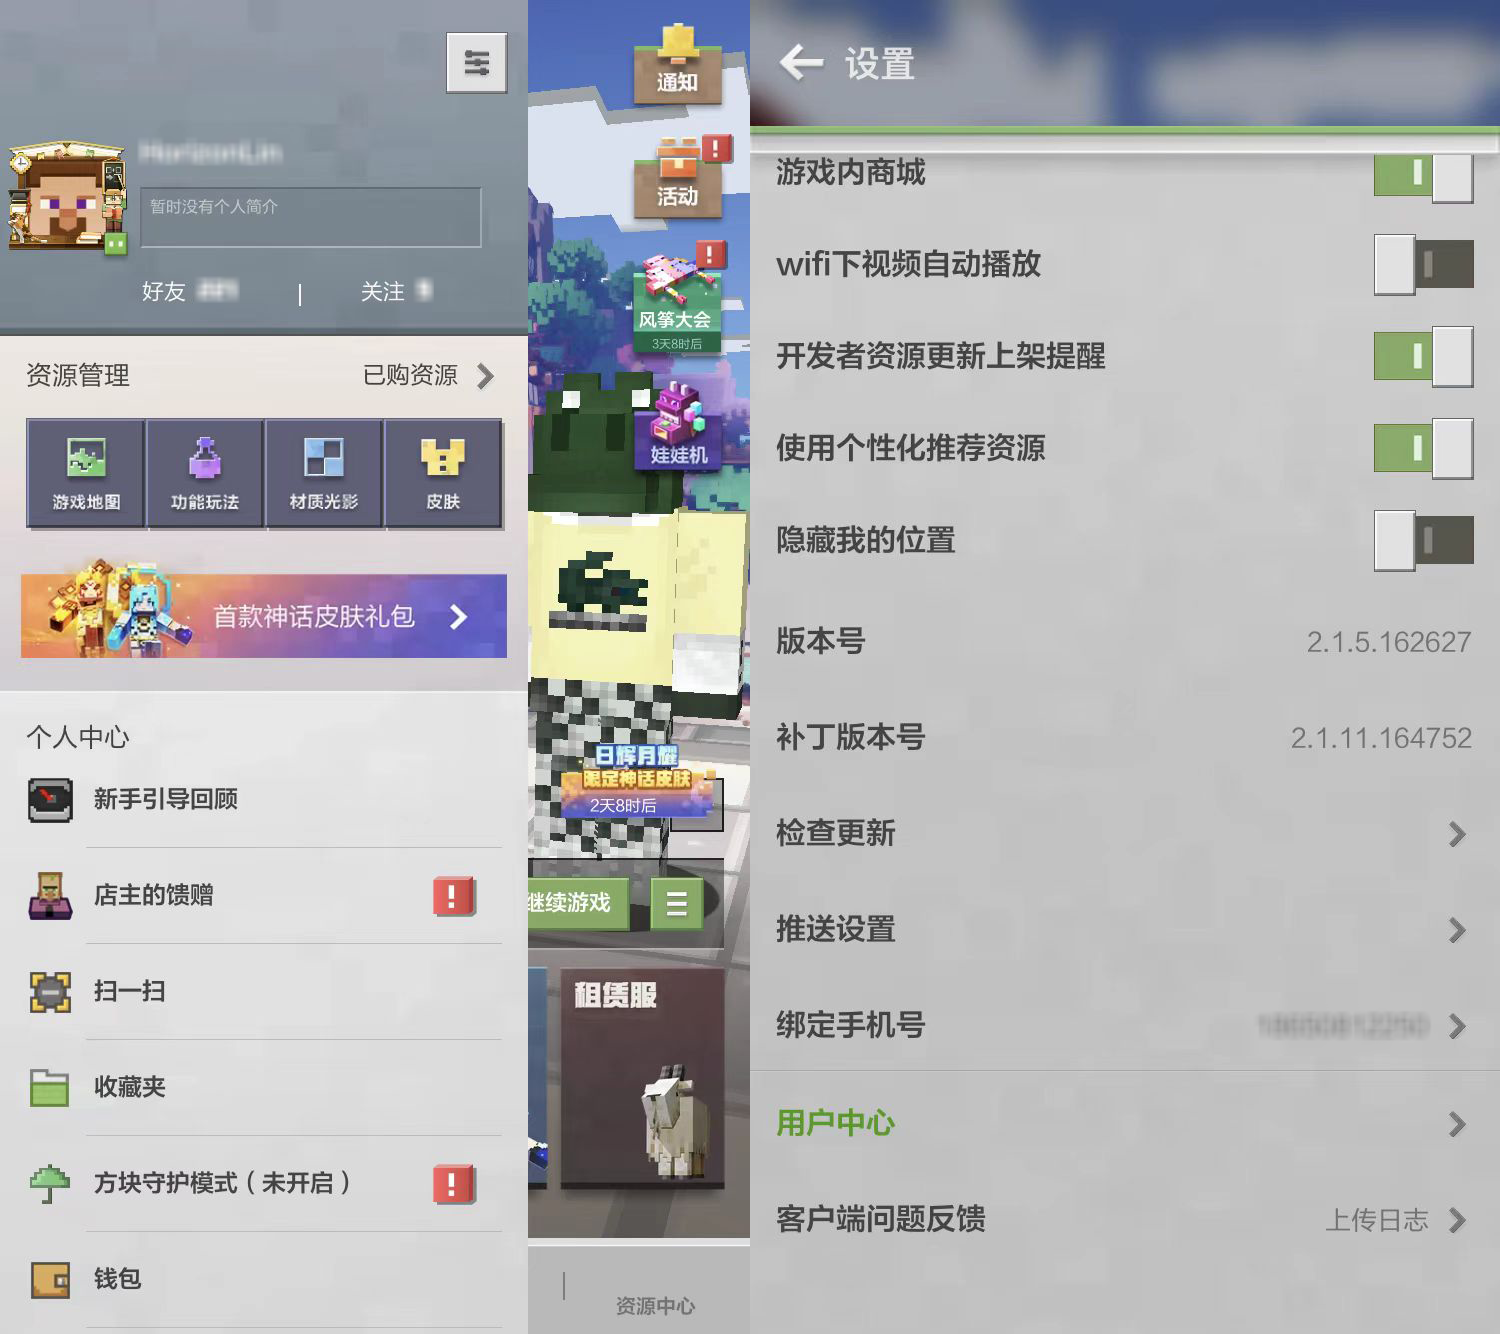 暂时没有个人简介
好友
关注
资源管理
已购资源
游戏地图
功能玩法
材质光影
皮肤
首款神话皮肤礼包
个人中心
新手引导回顾
店主的馈赠
扫一扫
收藏夹
方块守护模式(未开启)
钱包
通知
活动
风筝大会
3天8时后
娃娃机
日辉月耀
限定神话皮肤
2天8时后
继续游戏
租赁服
资源中心
设置
游戏内商城
wifi下视频自动播放
开发者资源更新上架提醒
使用个性化推荐资源
隐藏我的位置
版本号 2.1.5.162627
补丁版本号 2.1.11.164752
检查更新
推送设置
绑定手机号
用户中心
客户端问题反馈 上传日志